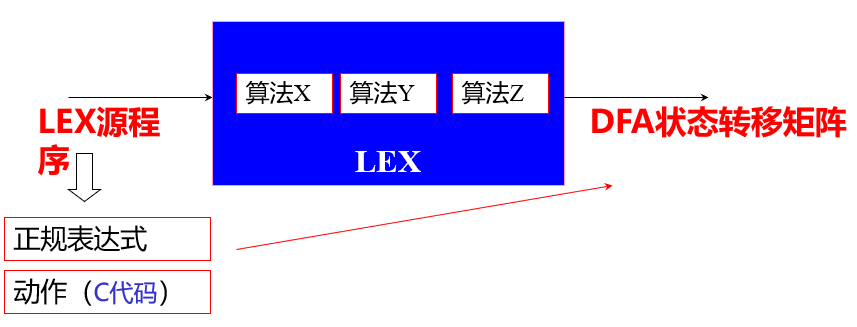 算法X 算法Y 算法Z
LEX源程
序
DFA状态转移矩阵
LEX
正规表达式
动作（C代码）